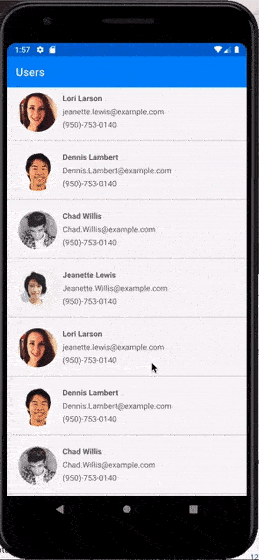 1:57
Users
Lori Larson
jeanette.lewis@example.com
(950)-753-0140
Dennis Lambert
Dennis.Lambert@example.com
(950)-753-0140
Chad Willis
Chad.Willis@example.com
(950)-753-0140
Jeanette Lewis
Jeanette.Willis@example.com
(950)-753-0140
Lori Larson
jeanette.lewis@example.com
(950)-753-0140
Dennis Lambert
Dennis.Lambert@example.com
(950)-753-0140
Chad Willis
Chad.Willis@example.com
(950)-753-0140
12